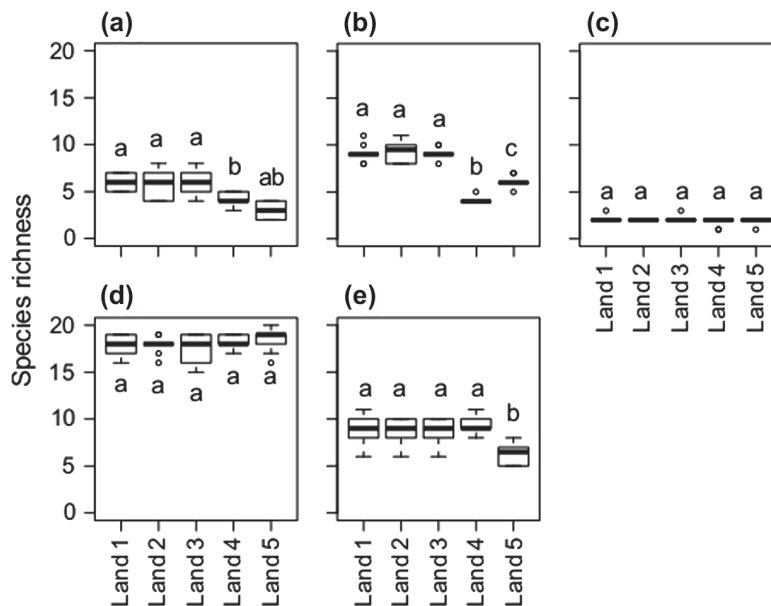 (a) (b) (c)
Species richness
20
15
10
5
0
a a a b ab
a a a b c
a a a a a
Land 1 Land 2 Land 3 Land 4 Land 5
(d) (e)
20
15
10
5
0
a a a a a
a a a a b
Land 1 Land 2 Land 3 Land 4 Land 5
Land 1 Land 2 Land 3 Land 4 Land 5